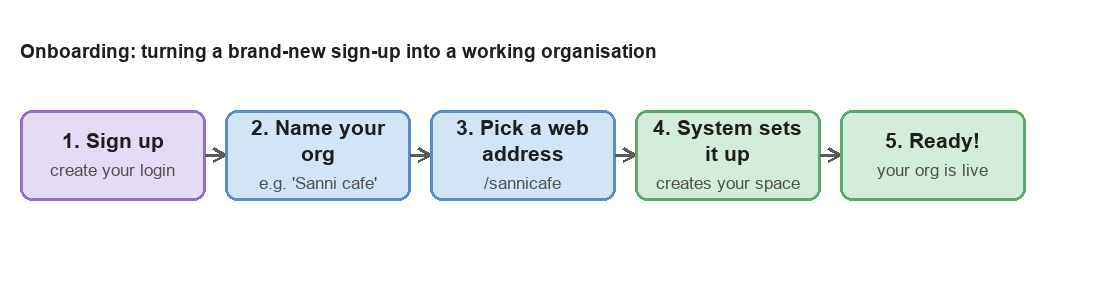 Onboarding: turning a brand-new sign-up into a working organisation
1. Sign up
create your login
2. Name your
org
e.g. 'Sanni cafe'
3. Pick a web
address
/sannicafe
4. System sets
it up
creates your space
5. Ready!
your org is live